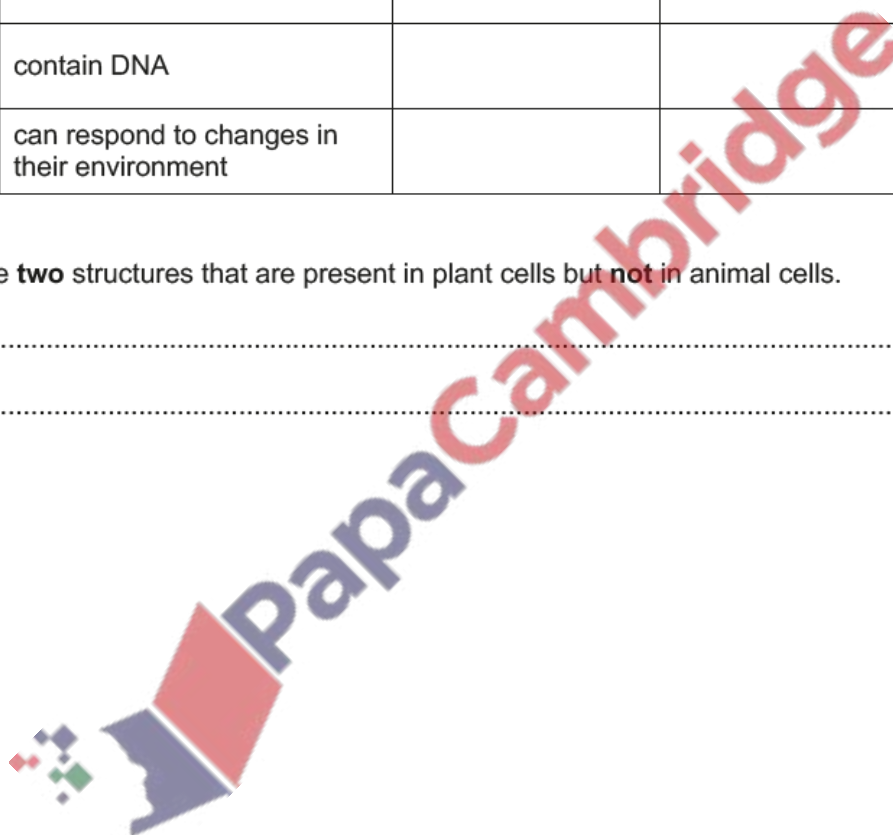 contain DNA
can respond to changes in
their environment
e two structures that are present in plant cells but not in animal cells.
PapaCambridge